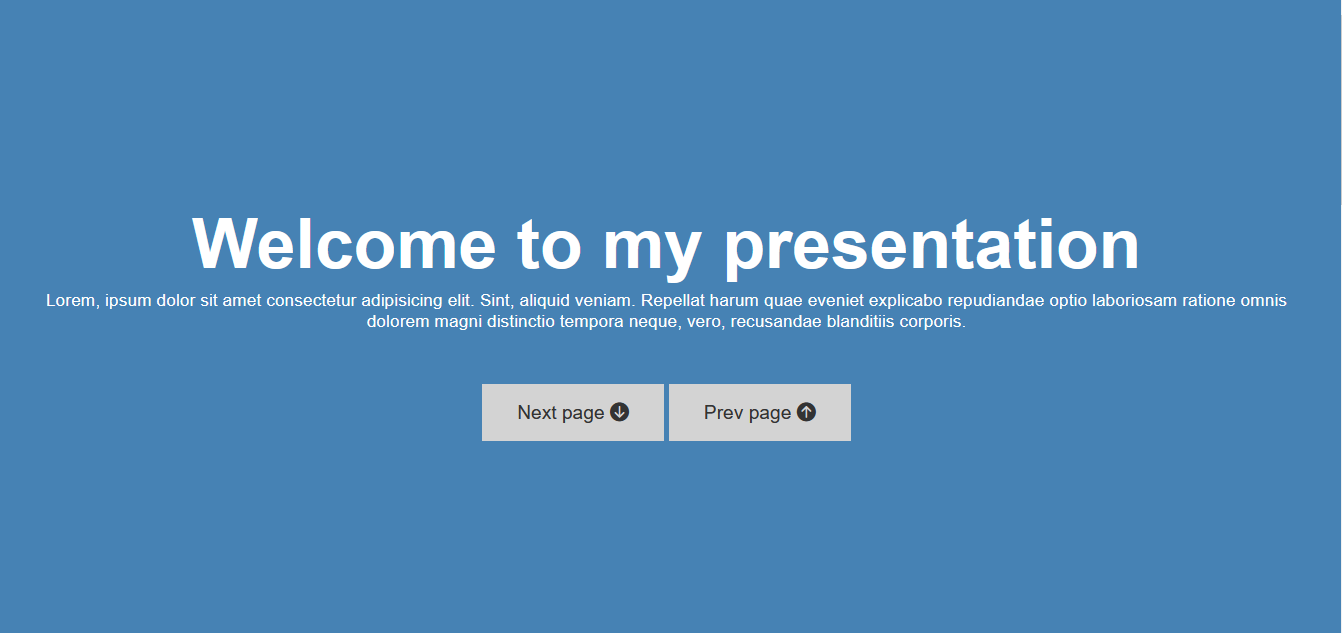 Welcome to my presentation
Lorem, ipsum dolor sit amet consectetur adipisicing elit. Sint, aliquid veniam. Repellat harum quae eveniet explicabo repudiandae optio laboriosam ratione omnis
dolorem magni distinctio tempora neque, vero, recusandae blanditiis corporis.
Next page
Prev page